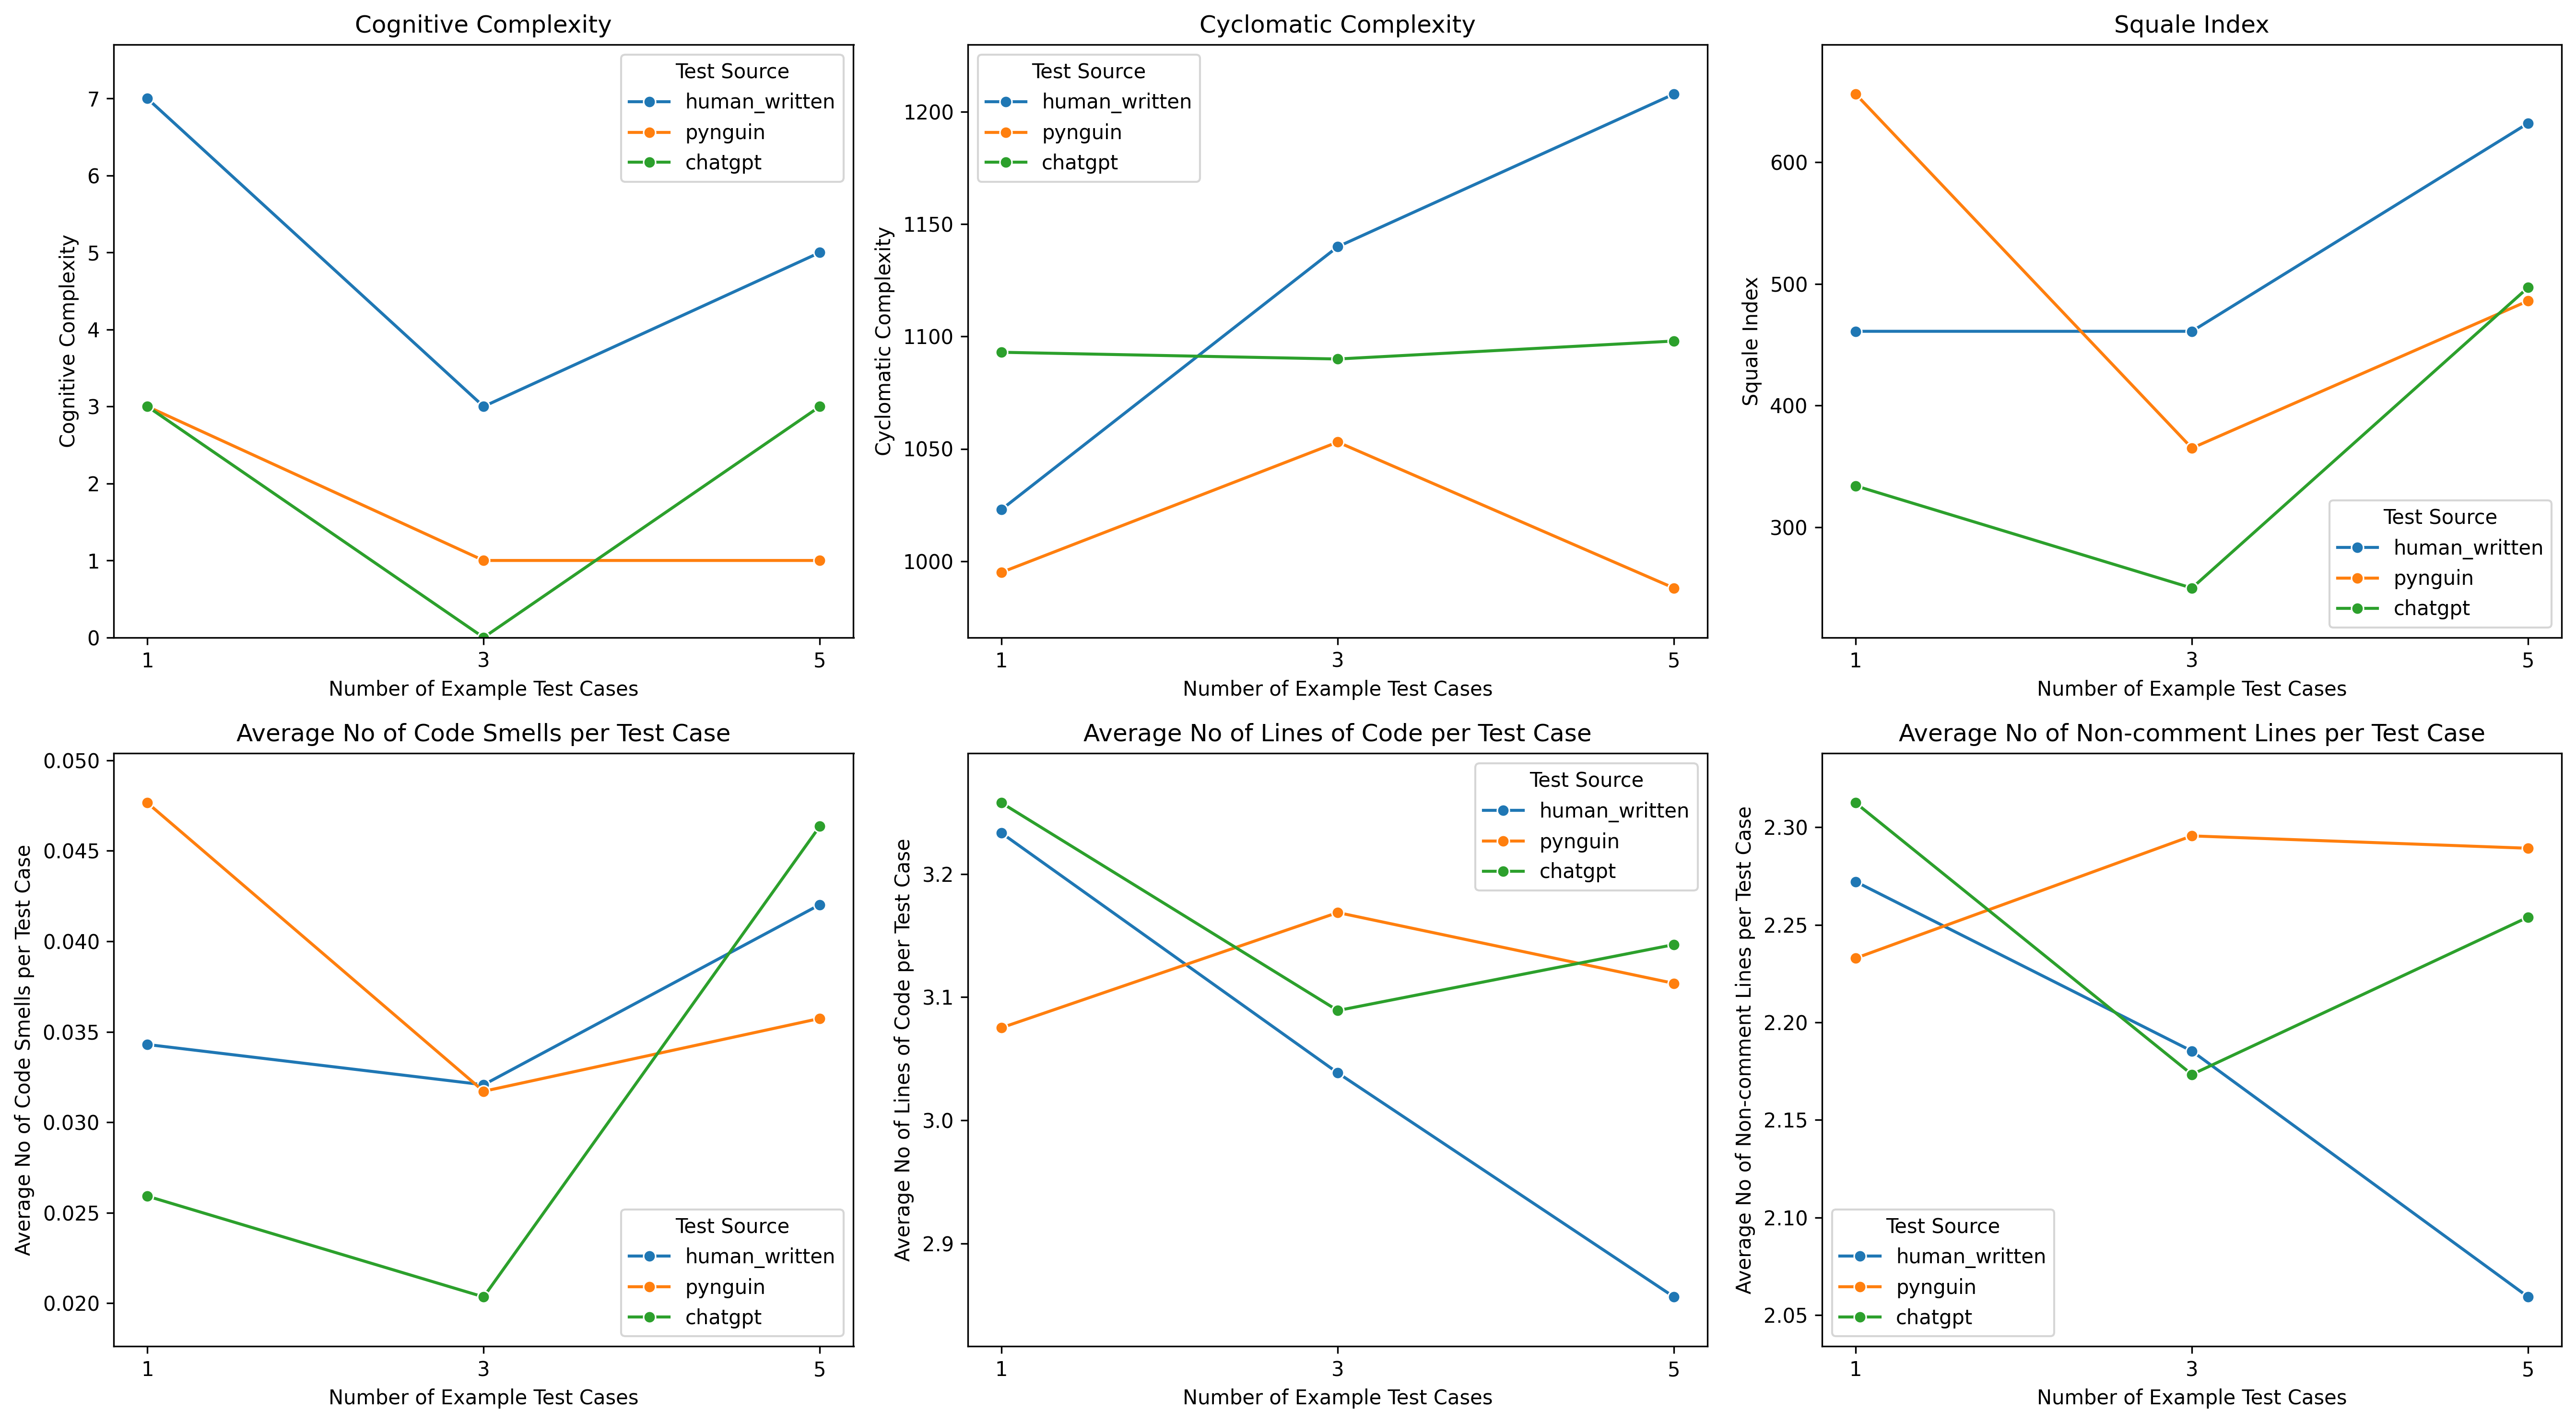 Cognitive Complexity
Cognitive Complexity
7
6
5
4
3
2
1
0
Test Source
human_written
pynguin
chatgpt
1 3 5
Number of Example Test Cases
Cyclomatic Complexity
Cyclomatic Complexity
1200
1150
1100
1050
1000
Test Source
human_written
pynguin
chatgpt
1 3 5
Number of Example Test Cases
Squale Index
Squale Index
600
500
400
300
Test Source
human_written
pynguin
chatgpt
1 3 5
Number of Example Test Cases
Average No of Code Smells per Test Case
Average No of Code Smells per Test Case
0.050
0.045
0.040
0.035
0.030
0.025
0.020
Test Source
human_written
pynguin
chatgpt
1 3 5
Number of Example Test Cases
Average No of Lines of Code per Test Case
Average No of Lines of Code per Test Case
3.2
3.1
3.0
2.9
Test Source
human_written
pynguin
chatgpt
1 3 5
Number of Example Test Cases
Average No of Non-comment Lines per Test Case
Average No of Non-comment Lines per Test Case
2.30
2.25
2.20
2.15
2.10
2.05
Test Source
human_written
pynguin
chatgpt
1 3 5
Number of Example Test Cases